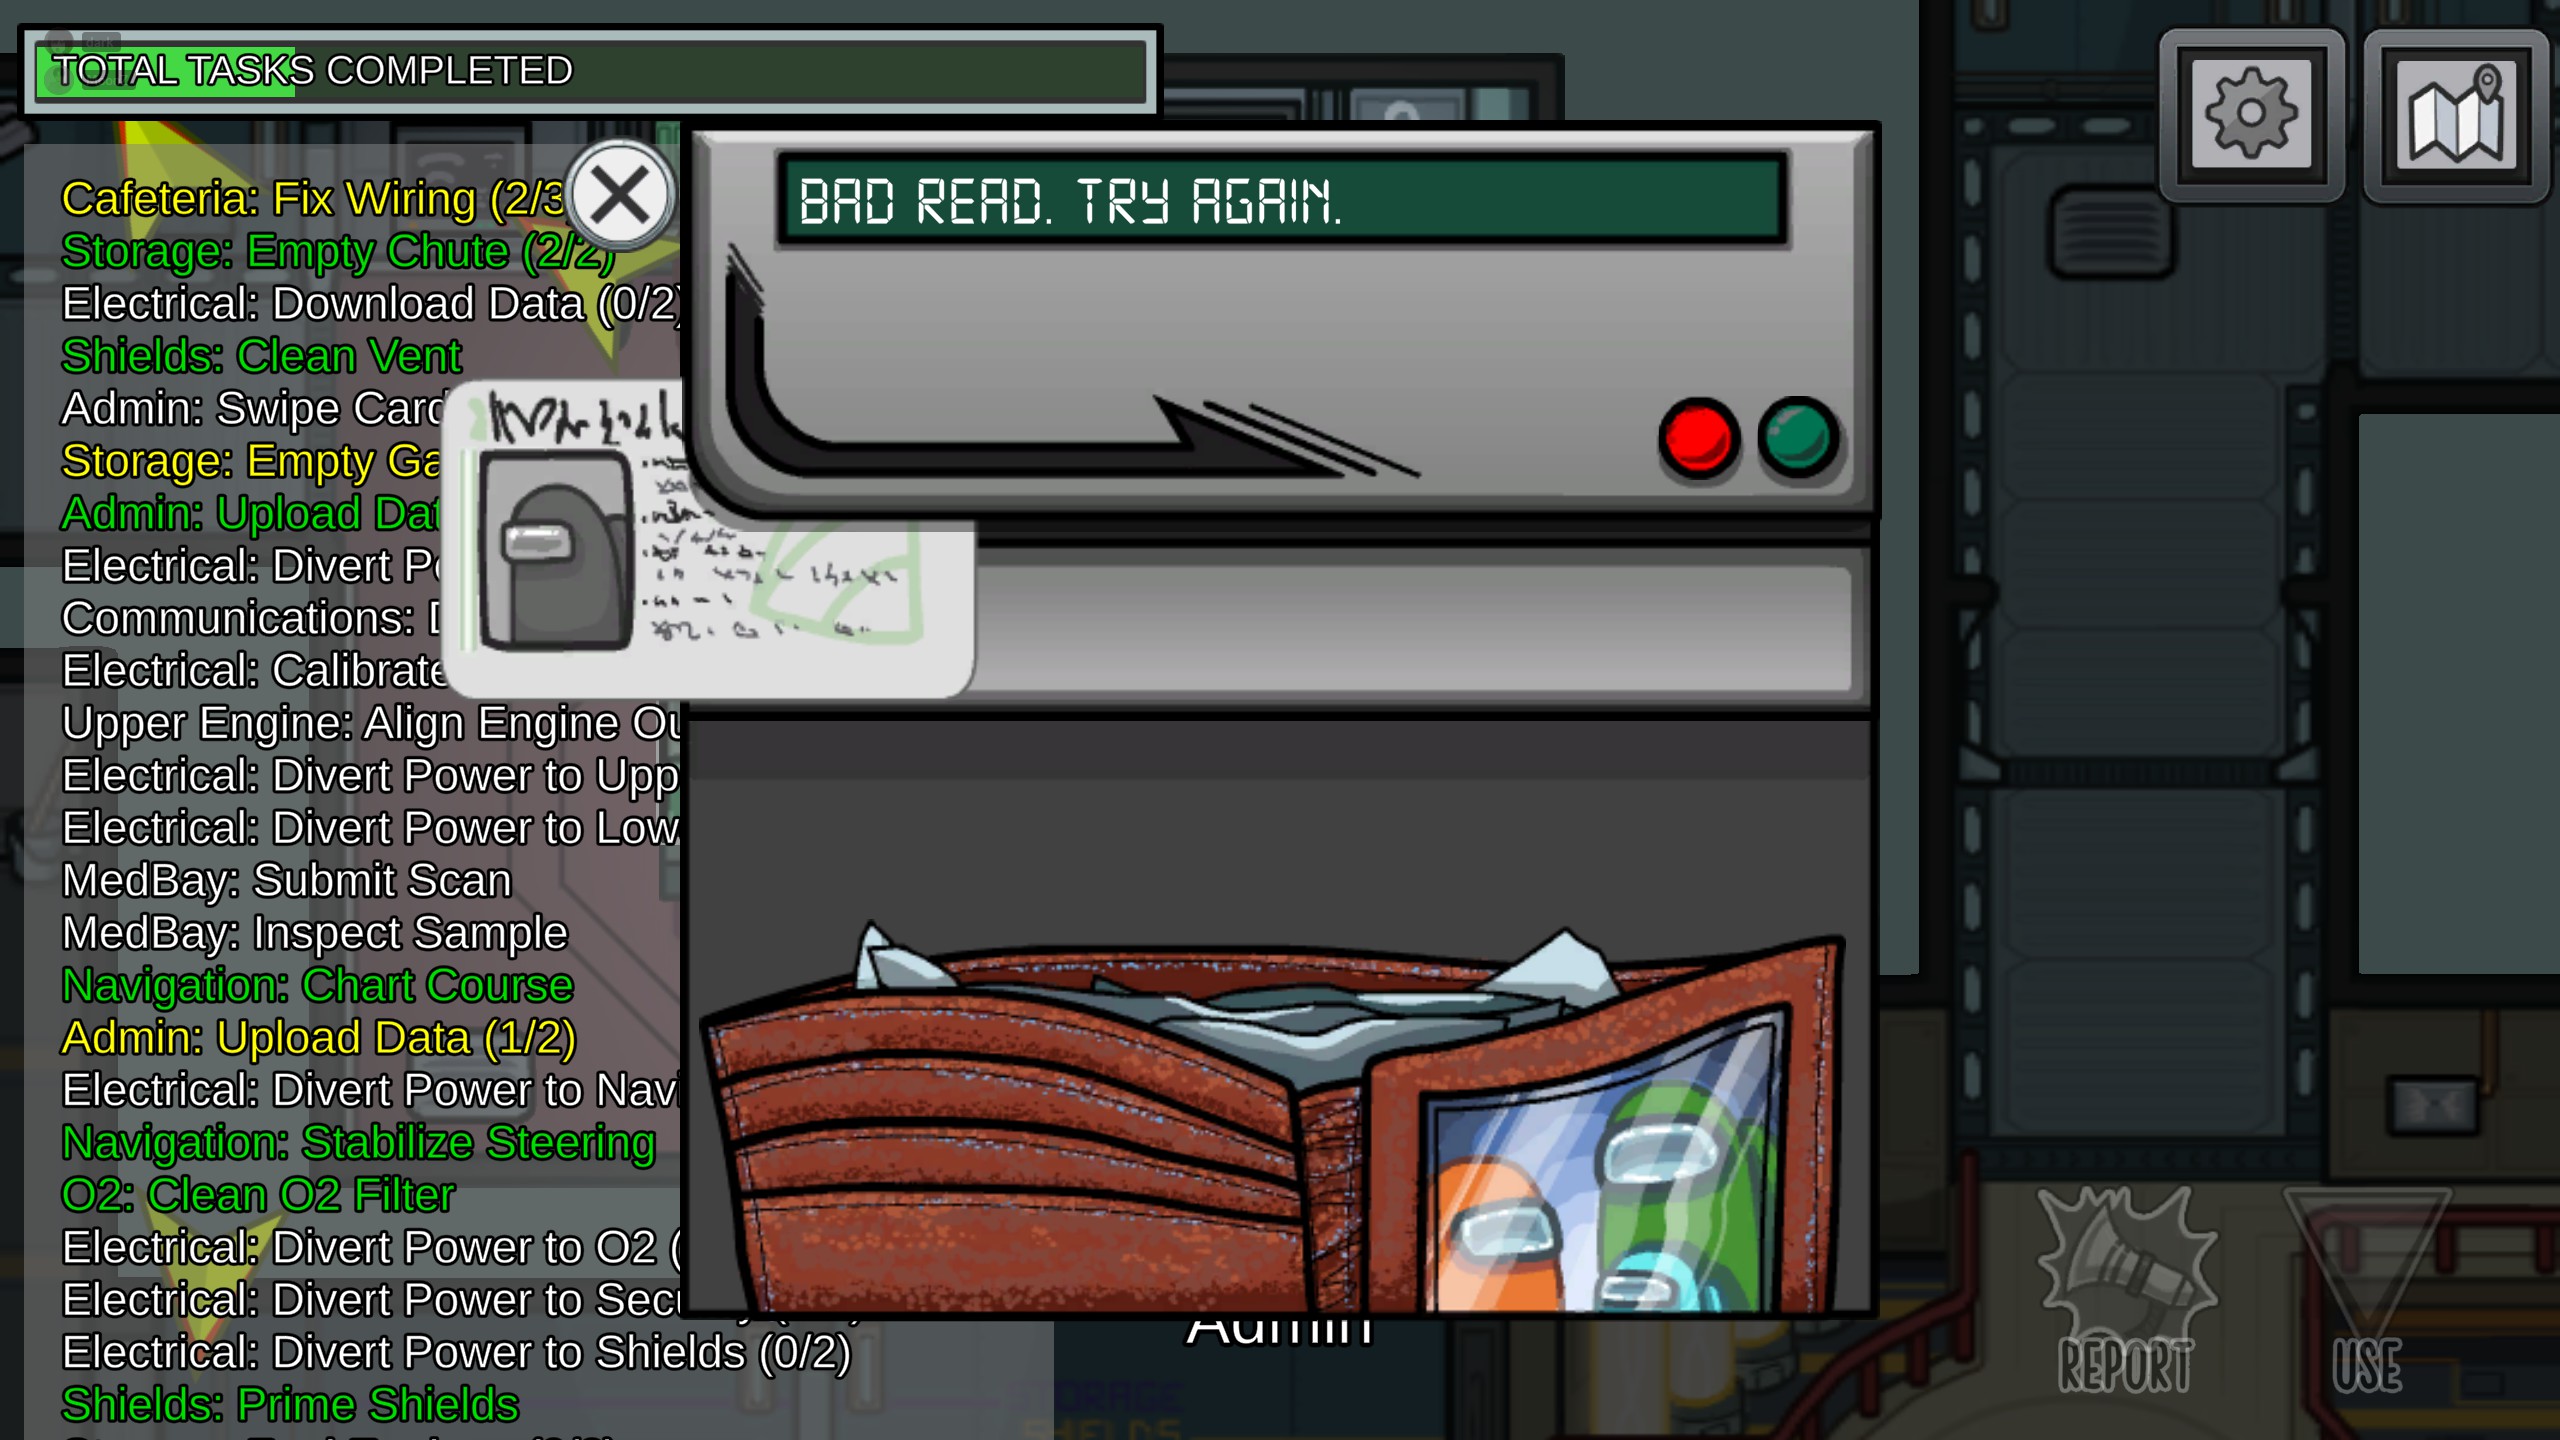 TOTAL TASKS COMPLETED
BAD READ. TRY AGAIN.
Cafeteria: Fix Wiring (2/3
Storage: Empty Chute (2/2)
Electrical: Download Data (0/2)
Shields: Clean Vent
Admin: Swipe Card
Storage: Empty Ga
Admin: Upload Dat
Electrical: Divert Po
Communications: D
Electrical: Calibrate
Upper Engine: Align Engine Ou
Electrical: Divert Power to Upp
Electrical: Divert Power to Low
MedBay: Submit Scan
MedBay: Inspect Sample
Navigation: Chart Course
Admin: Upload Data (1/2)
Electrical: Divert Power to Navi
Navigation: Stabilize Steering
O2: Clean O2 Filter
Electrical: Divert Power to O2 (
Electrical: Divert Power to Secu
Electrical: Divert Power to Shields (0/2)
Shields: Prime Shields
Admin
STORAGE
SHIELDS
REPORT
USE